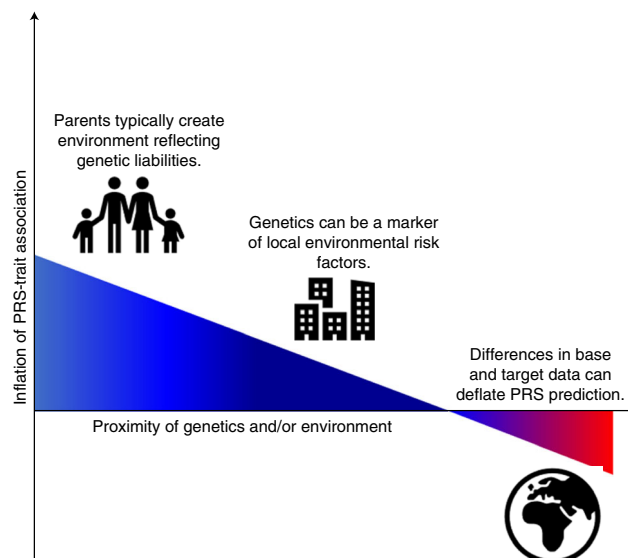 Parents typically create
environment reflecting
genetic liabilities.
Genetics can be a marker
of local environmental risk
factors.
Differences in base
and target data can
deflate PRS prediction.
Inflation of PRS-trait association
Proximity of genetics and/or environment